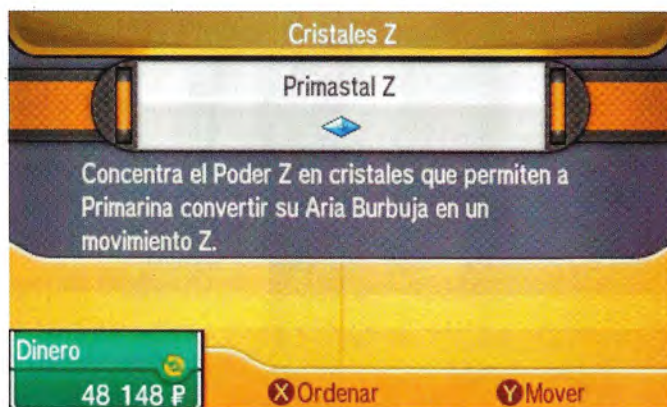 Cristales Z
Primastal Z
Concentra el Poder Z en cristales que permiten a
Primarina convertir su Aria Burbuja en un
movimiento Z.
Dinero
48 148 ₽
X Ordenar
Y Mover